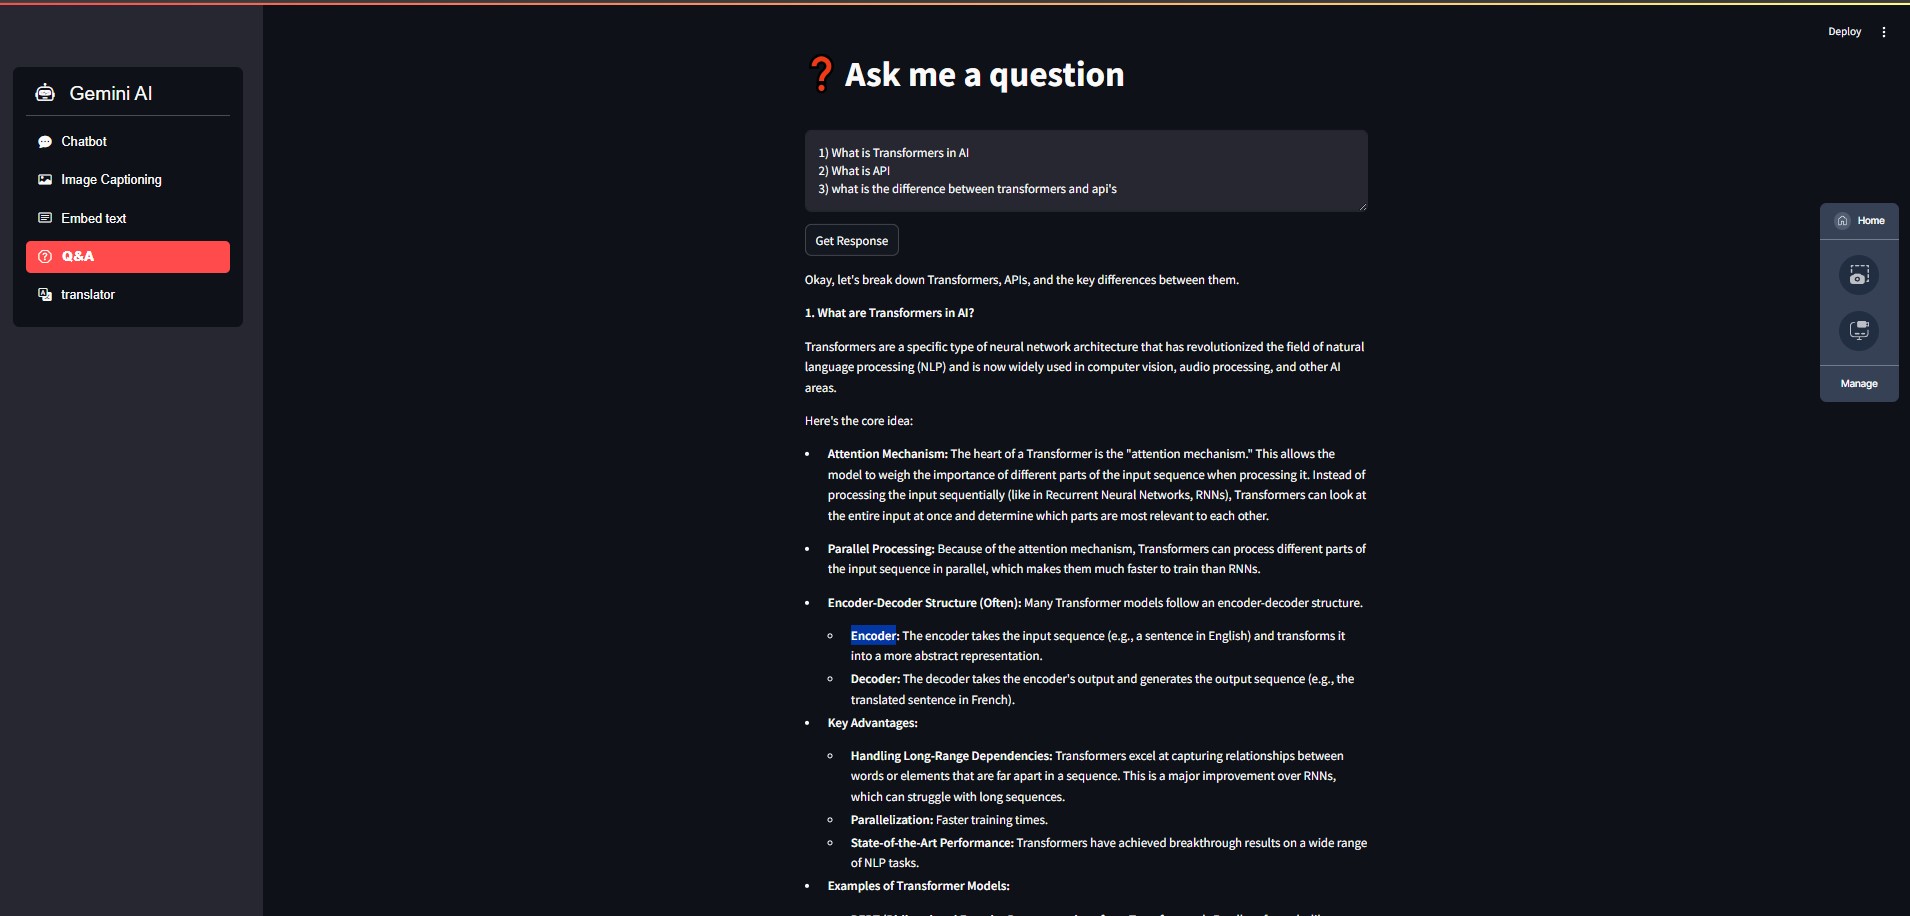 Deploy
Gemini AI
Chatbot
Image Captioning
Embed text
Q&A
translator
❓ Ask me a question
1) What is Transformers in AI
2) What is API
3) what is the difference between transformers and api's
Get Response
Okay, let's break down Transformers, APIs, and the key differences between them.
1. What are Transformers in AI?
Transformers are a specific type of neural network architecture that has revolutionized the field of natural
language processing (NLP) and is now widely used in computer vision, audio processing, and other AI
areas.
Here's the core idea:
• Attention Mechanism: The heart of a Transformer is the "attention mechanism." This allows the
model to weigh the importance of different parts of the input sequence when processing it. Instead of
processing the input sequentially (like in Recurrent Neural Networks, RNNs), Transformers can look at
the entire input at once and determine which parts are most relevant to each other.
• Parallel Processing: Because of the attention mechanism, Transformers can process different parts of
the input sequence in parallel, which makes them much faster to train than RNNs.
• Encoder-Decoder Structure (Often): Many Transformer models follow an encoder-decoder structure.
◦ Encoder: The encoder takes the input sequence (e.g., a sentence in English) and transforms it
into a more abstract representation.
◦ Decoder: The decoder takes the encoder's output and generates the output sequence (e.g., the
translated sentence in French).
• Key Advantages:
◦ Handling Long-Range Dependencies: Transformers excel at capturing relationships between
words or elements that are far apart in a sequence. This is a major improvement over RNNs,
which can struggle with long sequences.
◦ Parallelization: Faster training times.
◦ State-of-the-Art Performance: Transformers have achieved breakthrough results on a wide range
of NLP tasks.
• Examples of Transformer Models:
Home
Manage